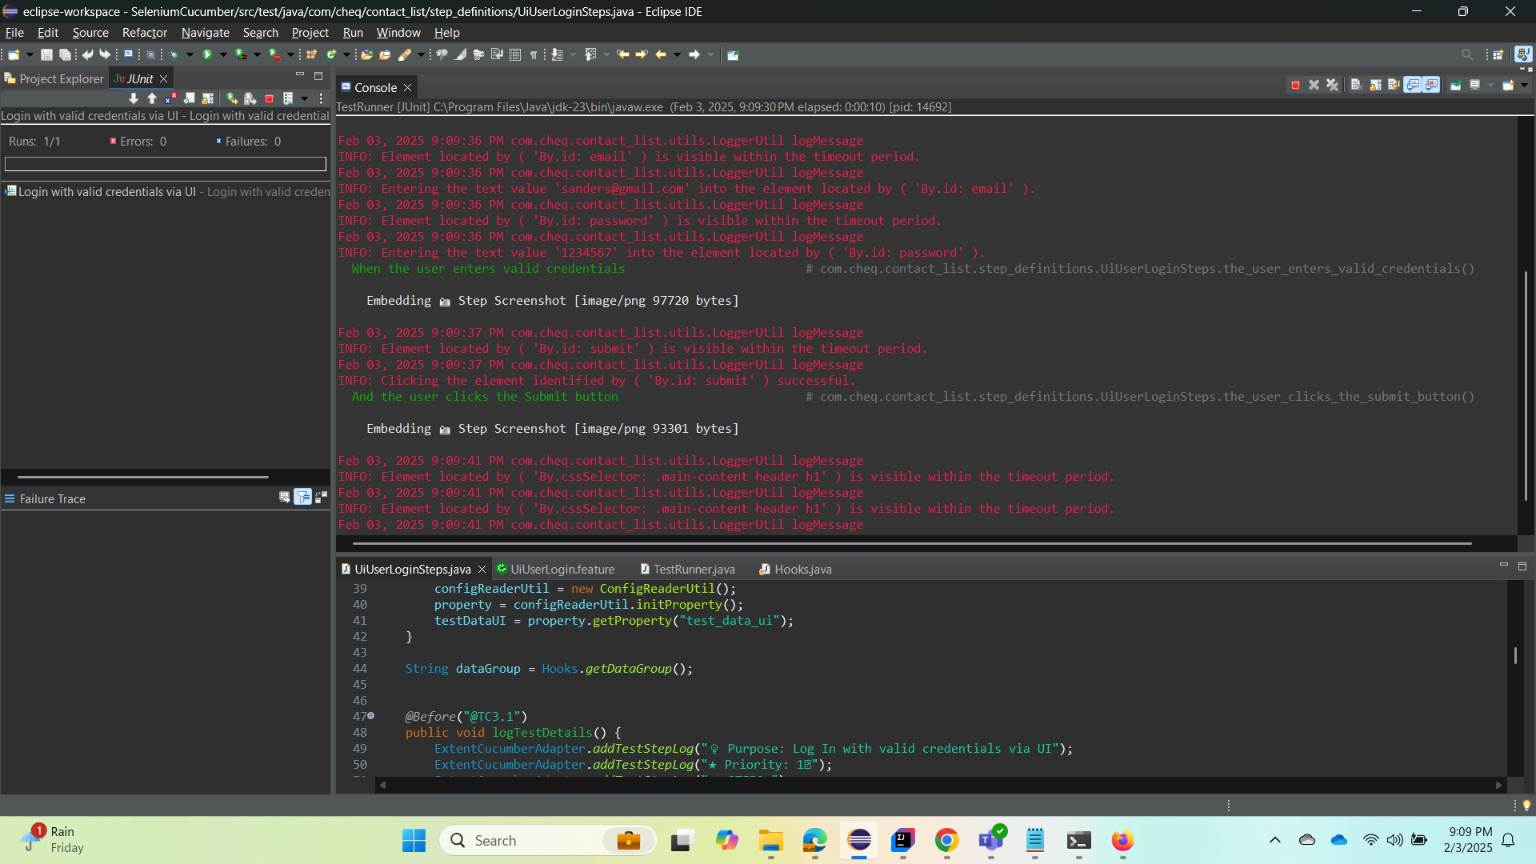 eclipse-workspace - SeleniumCucumber/src/test/java/com/cheq/contact_list/step_definitions/UiUserLoginSteps.java - Eclipse IDE
File Edit Source Refactor Navigate Search Project Run Window Help
Project Explorer
JUnit
Login with valid credentials via UI - Login with valid credential
Runs: 1/1
Errors: 0
Failures: 0
Login with valid credentials via UI - Login with valid creden
Failure Trace
Console
TestRunner [JUnit] C:\Program Files\Java\jdk-23\bin\javaw.exe (Feb 3, 2025, 9:09:30 PM elapsed: 0:00:10) [pid: 14692]
Feb 03, 2025 9:09:36 PM com.cheq.contact_list.utils.LoggerUtil logMessage
INFO: Element located by ( 'By.id: email' ) is visible within the timeout period.
Feb 03, 2025 9:09:36 PM com.cheq.contact_list.utils.LoggerUtil logMessage
INFO: Entering the text value 'sanders@gmail.com' into the element located by ( 'By.id: email' ).
Feb 03, 2025 9:09:36 PM com.cheq.contact_list.utils.LoggerUtil logMessage
INFO: Element located by ( 'By.id: password' ) is visible within the timeout period.
Feb 03, 2025 9:09:36 PM com.cheq.contact_list.utils.LoggerUtil logMessage
INFO: Entering the text value '1234567' into the element located by ( 'By.id: password' ).
When the user enters valid credentials # com.cheq.contact_list.step_definitions.UiUserLoginSteps.the_user_enters_valid_credentials()
Embedding 📷 Step Screenshot [image/png 97720 bytes]
Feb 03, 2025 9:09:37 PM com.cheq.contact_list.utils.LoggerUtil logMessage
INFO: Element located by ( 'By.id: submit' ) is visible within the timeout period.
Feb 03, 2025 9:09:37 PM com.cheq.contact_list.utils.LoggerUtil logMessage
INFO: Clicking the element identified by ( 'By.id: submit' ) successful.
And the user clicks the Submit button # com.cheq.contact_list.step_definitions.UiUserLoginSteps.the_user_clicks_the_submit_button()
Embedding 📷 Step Screenshot [image/png 93301 bytes]
Feb 03, 2025 9:09:41 PM com.cheq.contact_list.utils.LoggerUtil logMessage
INFO: Element located by ( 'By.cssSelector: .main-content header h1' ) is visible within the timeout period.
Feb 03, 2025 9:09:41 PM com.cheq.contact_list.utils.LoggerUtil logMessage
INFO: Element located by ( 'By.cssSelector: .main-content header h1' ) is visible within the timeout period.
Feb 03, 2025 9:09:41 PM com.cheq.contact_list.utils.LoggerUtil logMessage
UiUserLoginSteps.java UiUserLogin.feature TestRunner.java Hooks.java
39 configReaderUtil = new ConfigReaderUtil();
40 property = configReaderUtil.initProperty();
41 testDataUI = property.getProperty("test_data_ui");
42 }
43
44 String dataGroup = Hooks.getDataGroup();
45
46
47 @Before("@TC3.1")
48 public void logTestDetails() {
49 ExtentCucumberAdapter.addTestStepLog("💡 Purpose: Log In with valid credentials via UI");
50 ExtentCucumberAdapter.addTestStepLog("★ Priority: 1");
1
Rain
Friday
Search
9:09 PM
2/3/2025